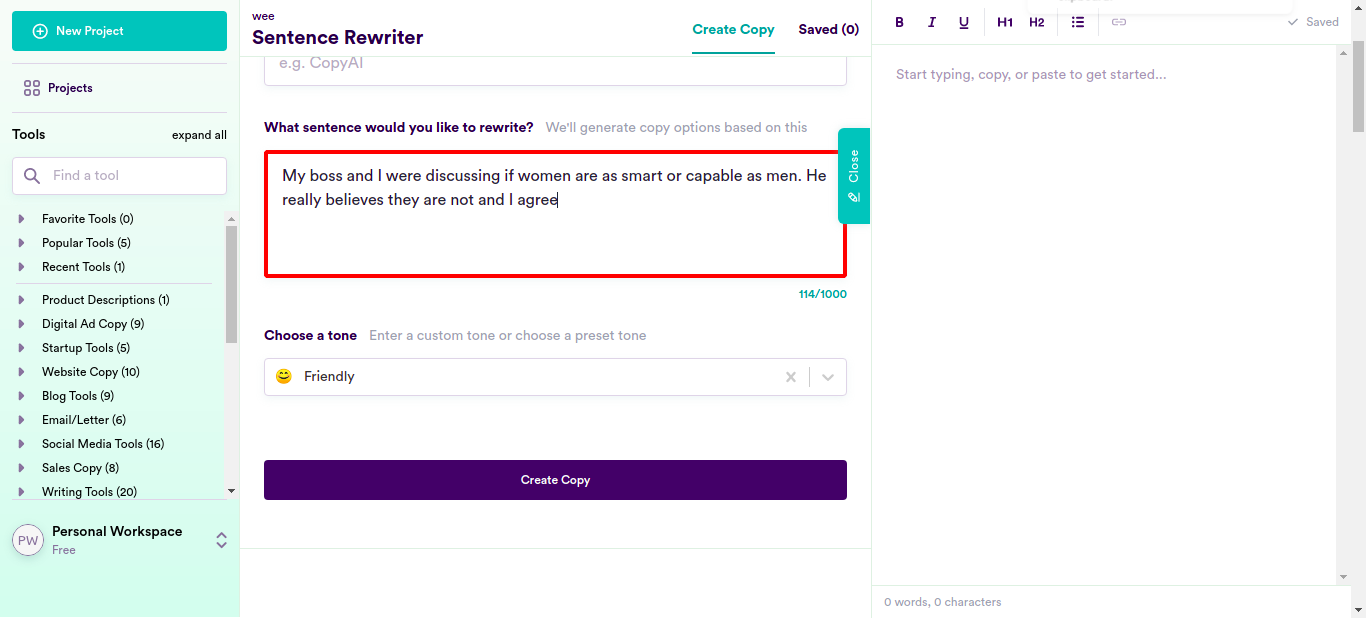 New Project
Projects
Tools
expand all
Find a tool
Favorite Tools (0)
Popular Tools (5)
Recent Tools (1)
Product Descriptions (1)
Digital Ad Copy (9)
Startup Tools (5)
Website Copy (10)
Blog Tools (9)
Email/Letter (6)
Social Media Tools (16)
Sales Copy (8)
Writing Tools (20)
PW
Personal Workspace
Free
wee
Sentence Rewriter
Create Copy
Saved (0)
e.g. CopyAI
What sentence would you like to rewrite? We'll generate copy options based on this
My boss and I were discussing if women are as smart or capable as men. He
really believes they are not and I agree
Close
114/1000
Choose a tone Enter a custom tone or choose a preset tone
Friendly
Create Copy
B I U H1 H2
Saved
Start typing, copy, or paste to get started...
0 words, 0 characters